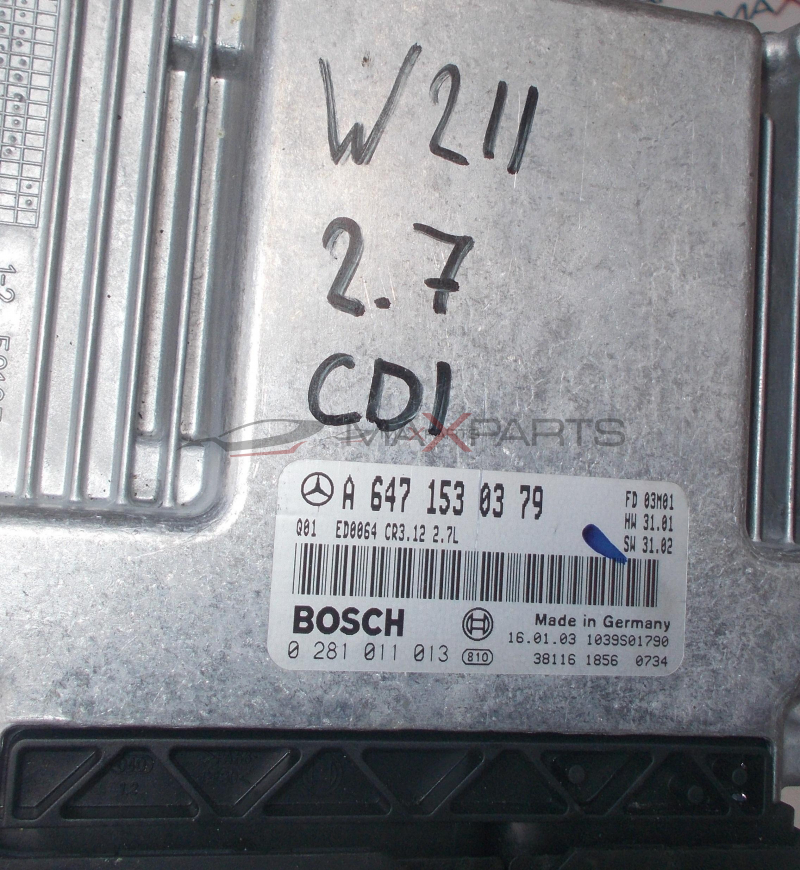 W211
2.7
CDI
MAXPARTS
A 647 153 03 79
FD 03M01
HW 31.01
SW 31.02
Q01 ED0064 CR3.12 2.7L
BOSCH
Made in Germany
16.01.03 1039S01790
0 281 011 013 810
38116 1856 0734